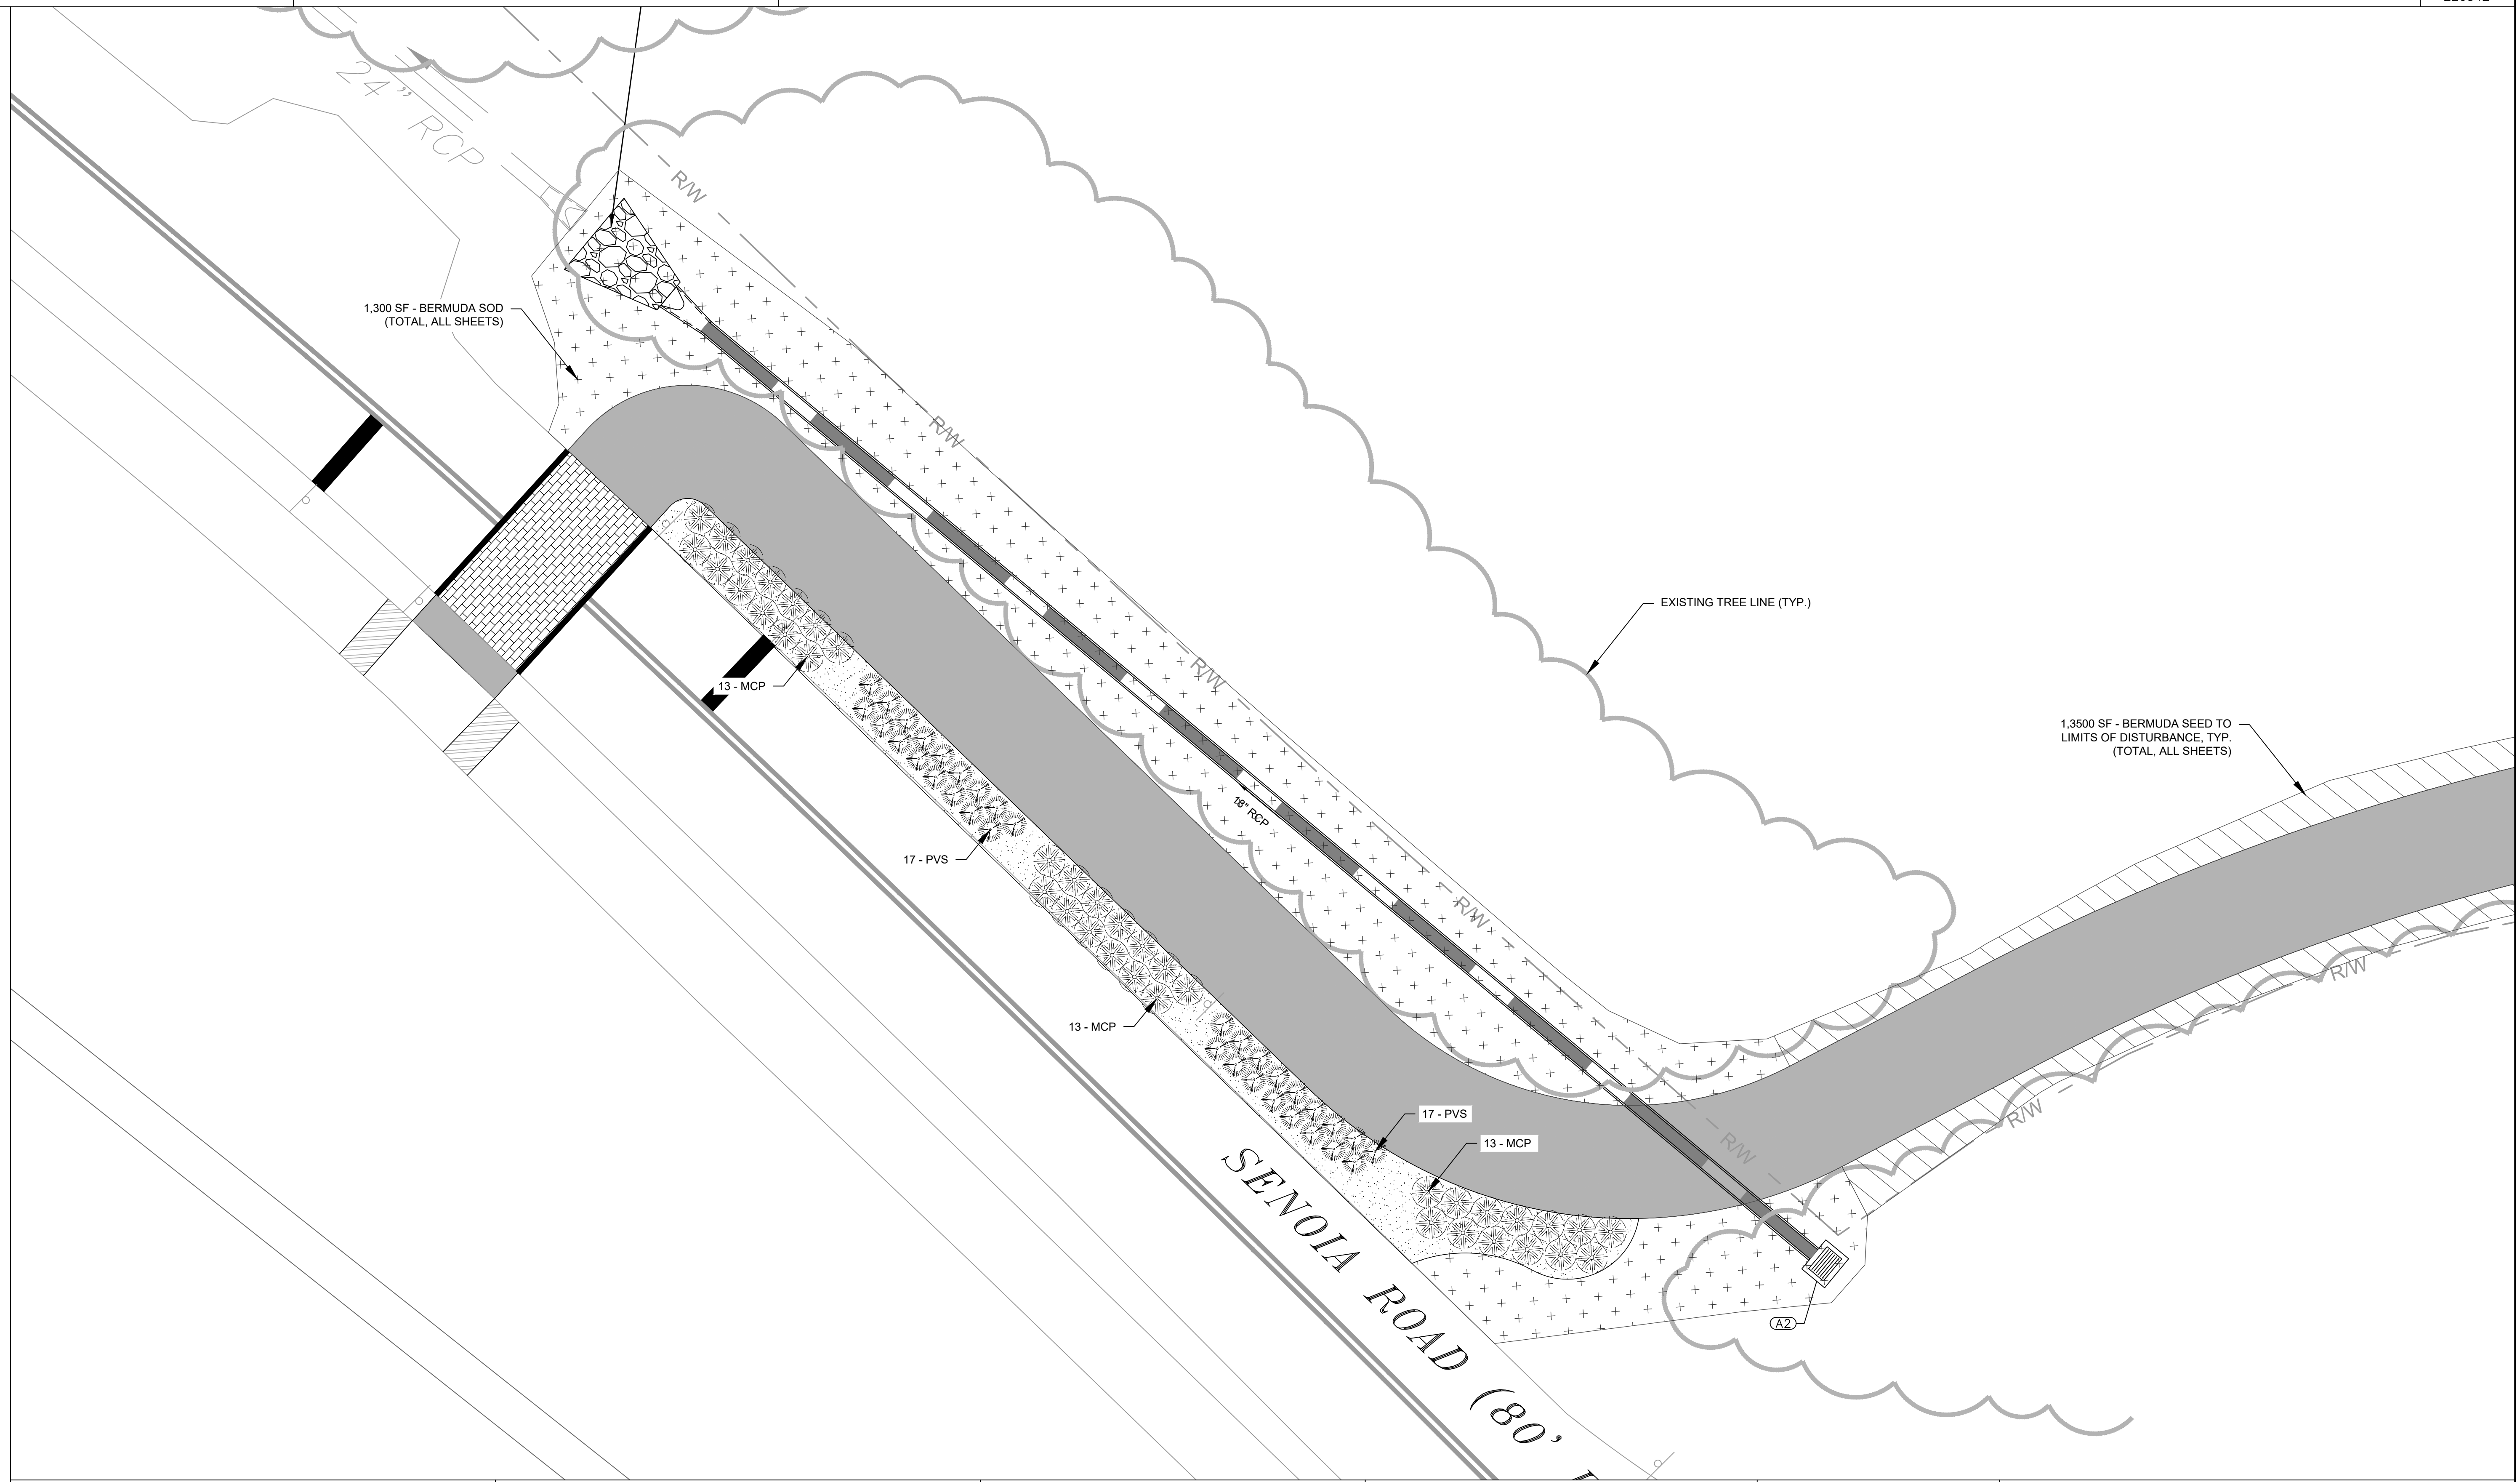 24" RCP
R/W
1,300 SF - BERMUDA SOD
(TOTAL, ALL SHEETS)
R/W
EXISTING TREE LINE (TYP.)
R/W
13 - MCP
1,3500 SF - BERMUDA SEED TO
LIMITS OF DISTURBANCE, TYP.
(TOTAL, ALL SHEETS)
18" RCP
17 - PVS
R/W
R/W
13 - MCP
17 - PVS
R/W
13 - MCP
R/W
SENOIA ROAD (80'
A2